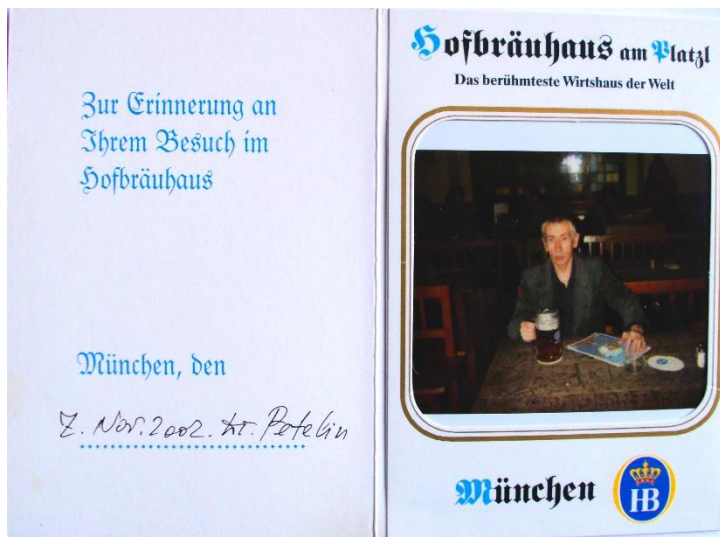 Zur Erinnerung an
Ihrem Besuch im
Hofbräuhaus
München, den
7. Nov. 2002. Hr. Petelin
Hofbräuhaus am Platzl
Das berühmteste Wirtshaus der Welt
München
HB